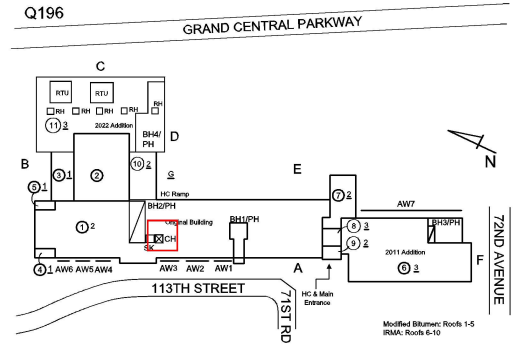 Q196
GRAND CENTRAL PARKWAY
C
RTU RTU
RH RH RH RH RH
11 3 2022 Addition
BH4/
PH
D
N
B
3 1 2 10 2 G
E
HC Ramp
5 1
7 2
BH2/PH
AW7
1 2 Original Building BH1/PH
8 3
BH3/PH
SK CH
9 2 2011 Addition
4 1 AW6 AW5 AW4 AW3 AW2 AW1 A
6 3 F
72ND AVENUE
113TH STREET
71ST RD
HC & Main
Entrance
Modified Bitumen: Roofs 1-5
IRMA: Roofs 6-10